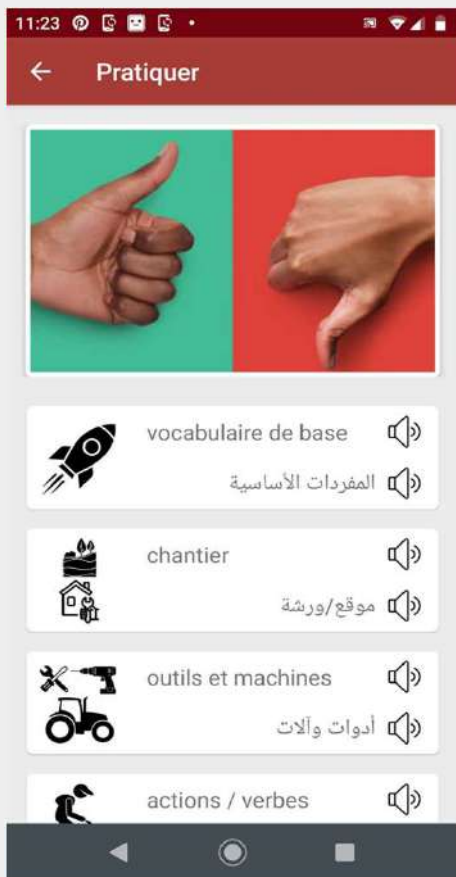 11:23
Pratiquer
vocabulaire de base
المفردات الأساسية
chantier
موقع/ورشة
outils et machines
أدوات وآلات
actions / verbes